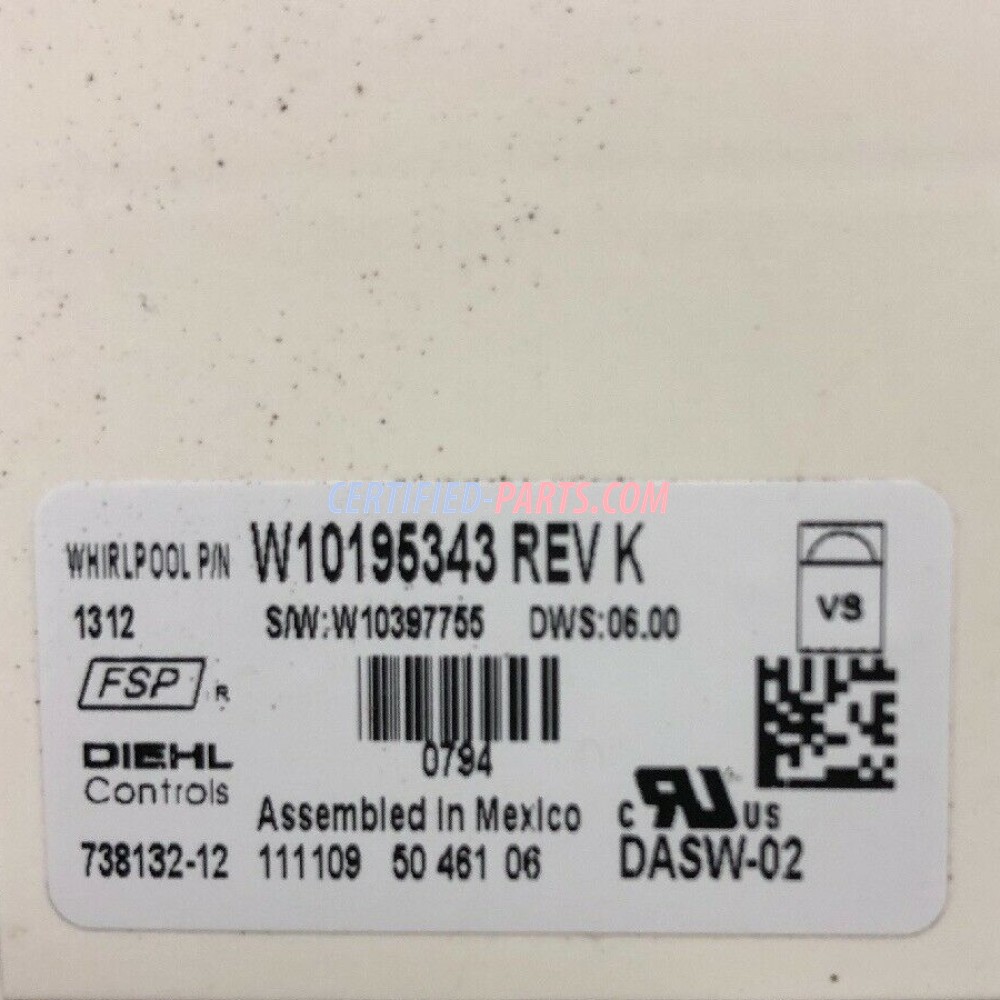 CERTIFIED-PARTS.COM
WHIRLPOOL P/N W10195343 REV K
1312 S/W:W10397755 DWS:06.00
VS
FSP R
0794
DIEHL
Controls
Assembled in Mexico
C RU US
738132-12 111109 50 461 06 DASW-02